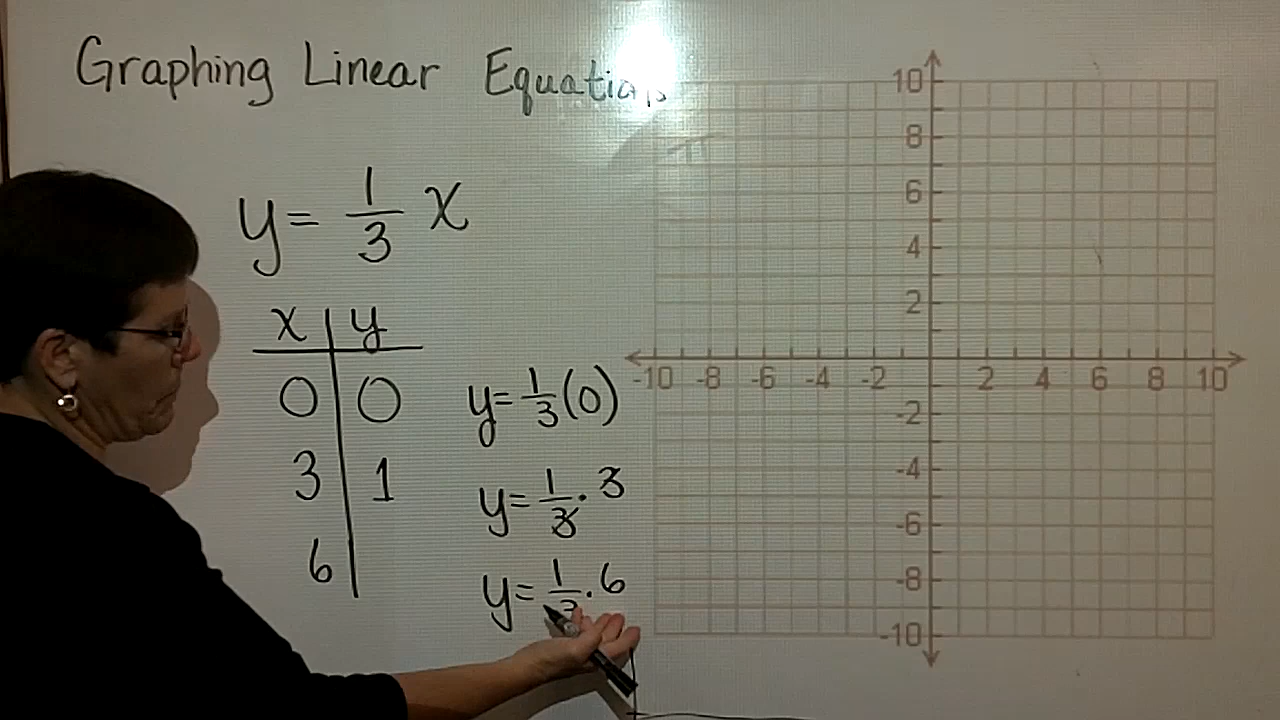 Graphing Linear Equations
y = 1/3 x
x | y
0 | 0
3 | 1
6 |
y = 1/3 (0)
y = 1/3 · 3
y = 1/3 · 6
10
8
6
4
2
-10 -8 -6 -4 -2 2 4 6 8 10
-2
-4
-6
-8
-10